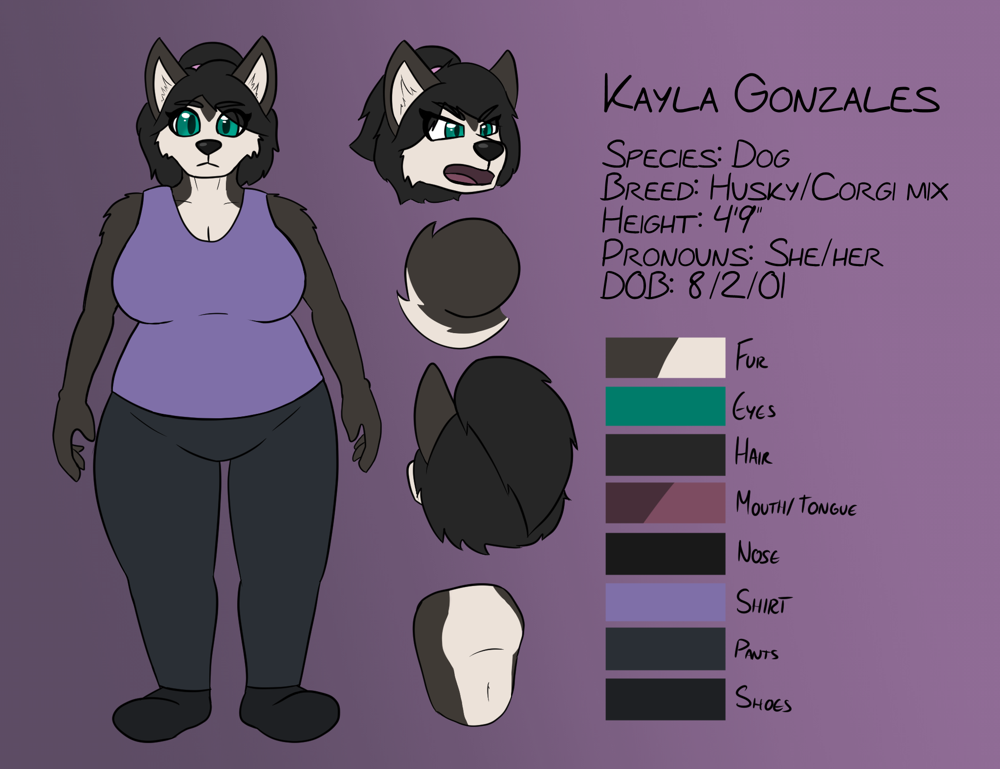 Kayla Gonzales
Species: Dog
Breed: Husky/Corgi mix
Height: 4'9"
Pronouns: She/her
DOB: 8/2/01
Fur
Eyes
Hair
Mouth/Tongue
Nose
Shirt
Pants
Shoes